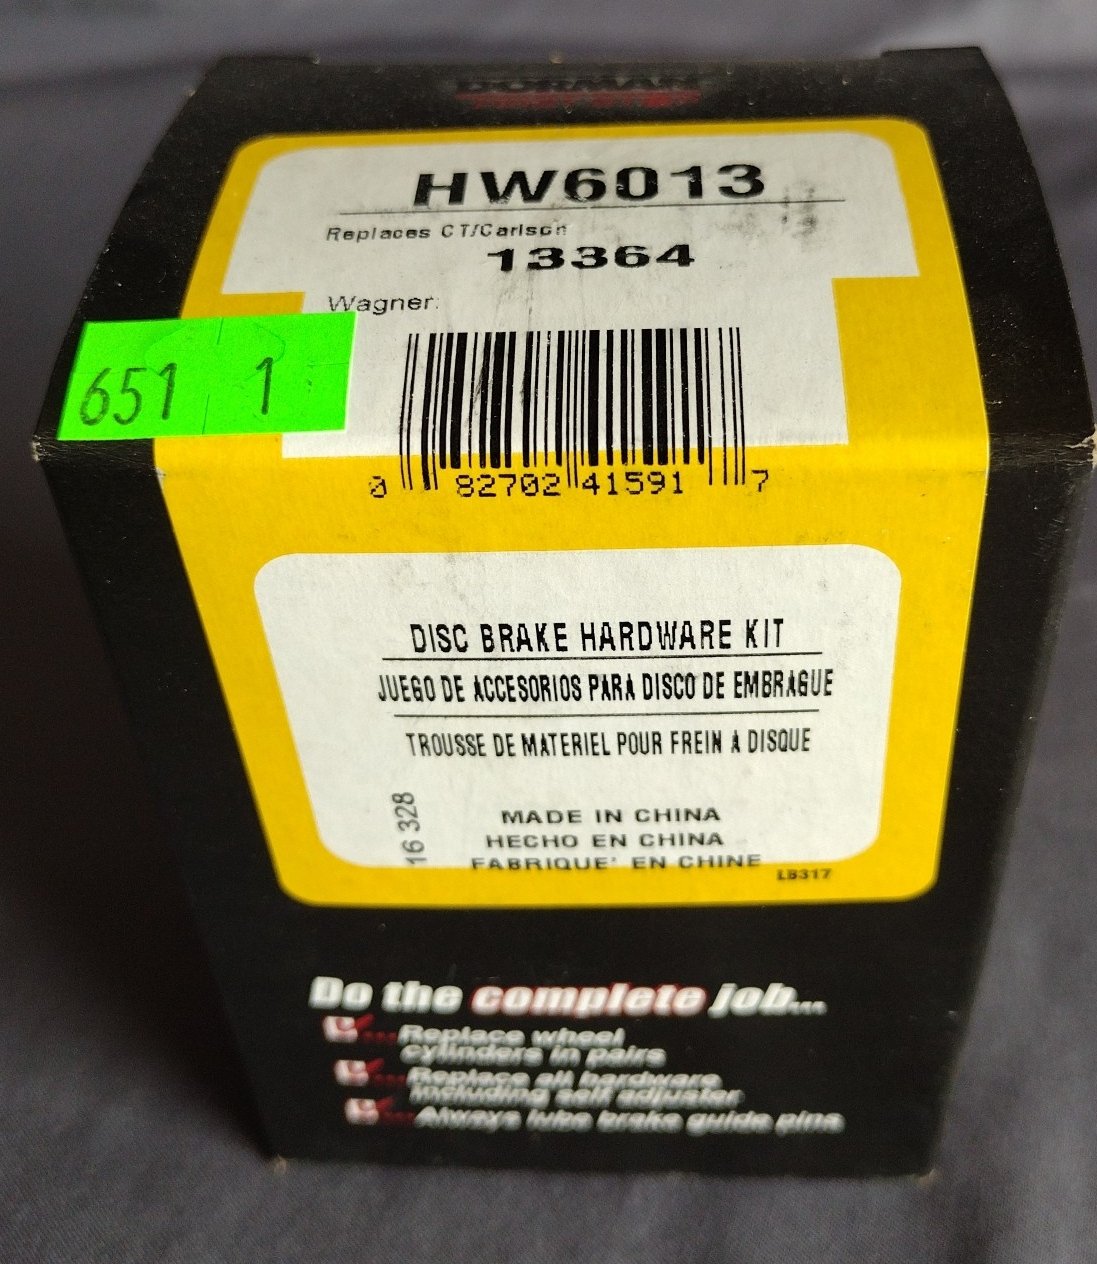 DORMAN
HW6013
Replaces CT/Carlson
13364
Wagner:
651 1
0 82702 41591 7
DISC BRAKE HARDWARE KIT
JUEGO DE ACCESORIOS PARA DISCO DE EMBRAGUE
TROUSSE DE MATERIEL POUR FREIN A DISQUE
16 328
MADE IN CHINA
HECHO EN CHINA
FABRIQUE' EN CHINE
LB317
Do the complete job...
Replace wheel
cylinders in pairs
Replace all hardware
including self adjuster
Always lube brake guide pins